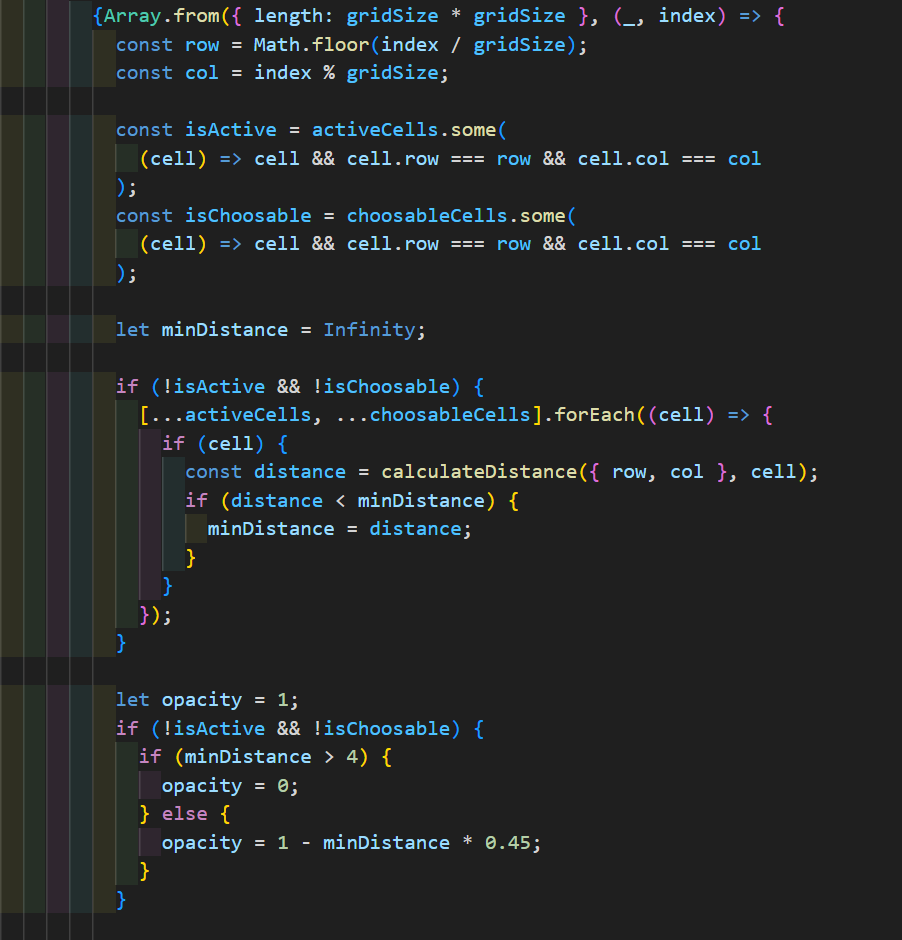 {Array.from({ length: gridSize * gridSize }, (_, index) => {
const row = Math.floor(index / gridSize);
const col = index % gridSize;
const isActive = activeCells.some(
(cell) => cell && cell.row === row && cell.col === col
);
const isChoosable = choosableCells.some(
(cell) => cell && cell.row === row && cell.col === col
);
let minDistance = Infinity;
if (!isActive && !isChoosable) {
[...activeCells, ...choosableCells].forEach((cell) => {
if (cell) {
const distance = calculateDistance({ row, col }, cell);
if (distance < minDistance) {
minDistance = distance;
}
}
});
}
let opacity = 1;
if (!isActive && !isChoosable) {
if (minDistance > 4) {
opacity = 0;
} else {
opacity = 1 - minDistance * 0.45;
}
}